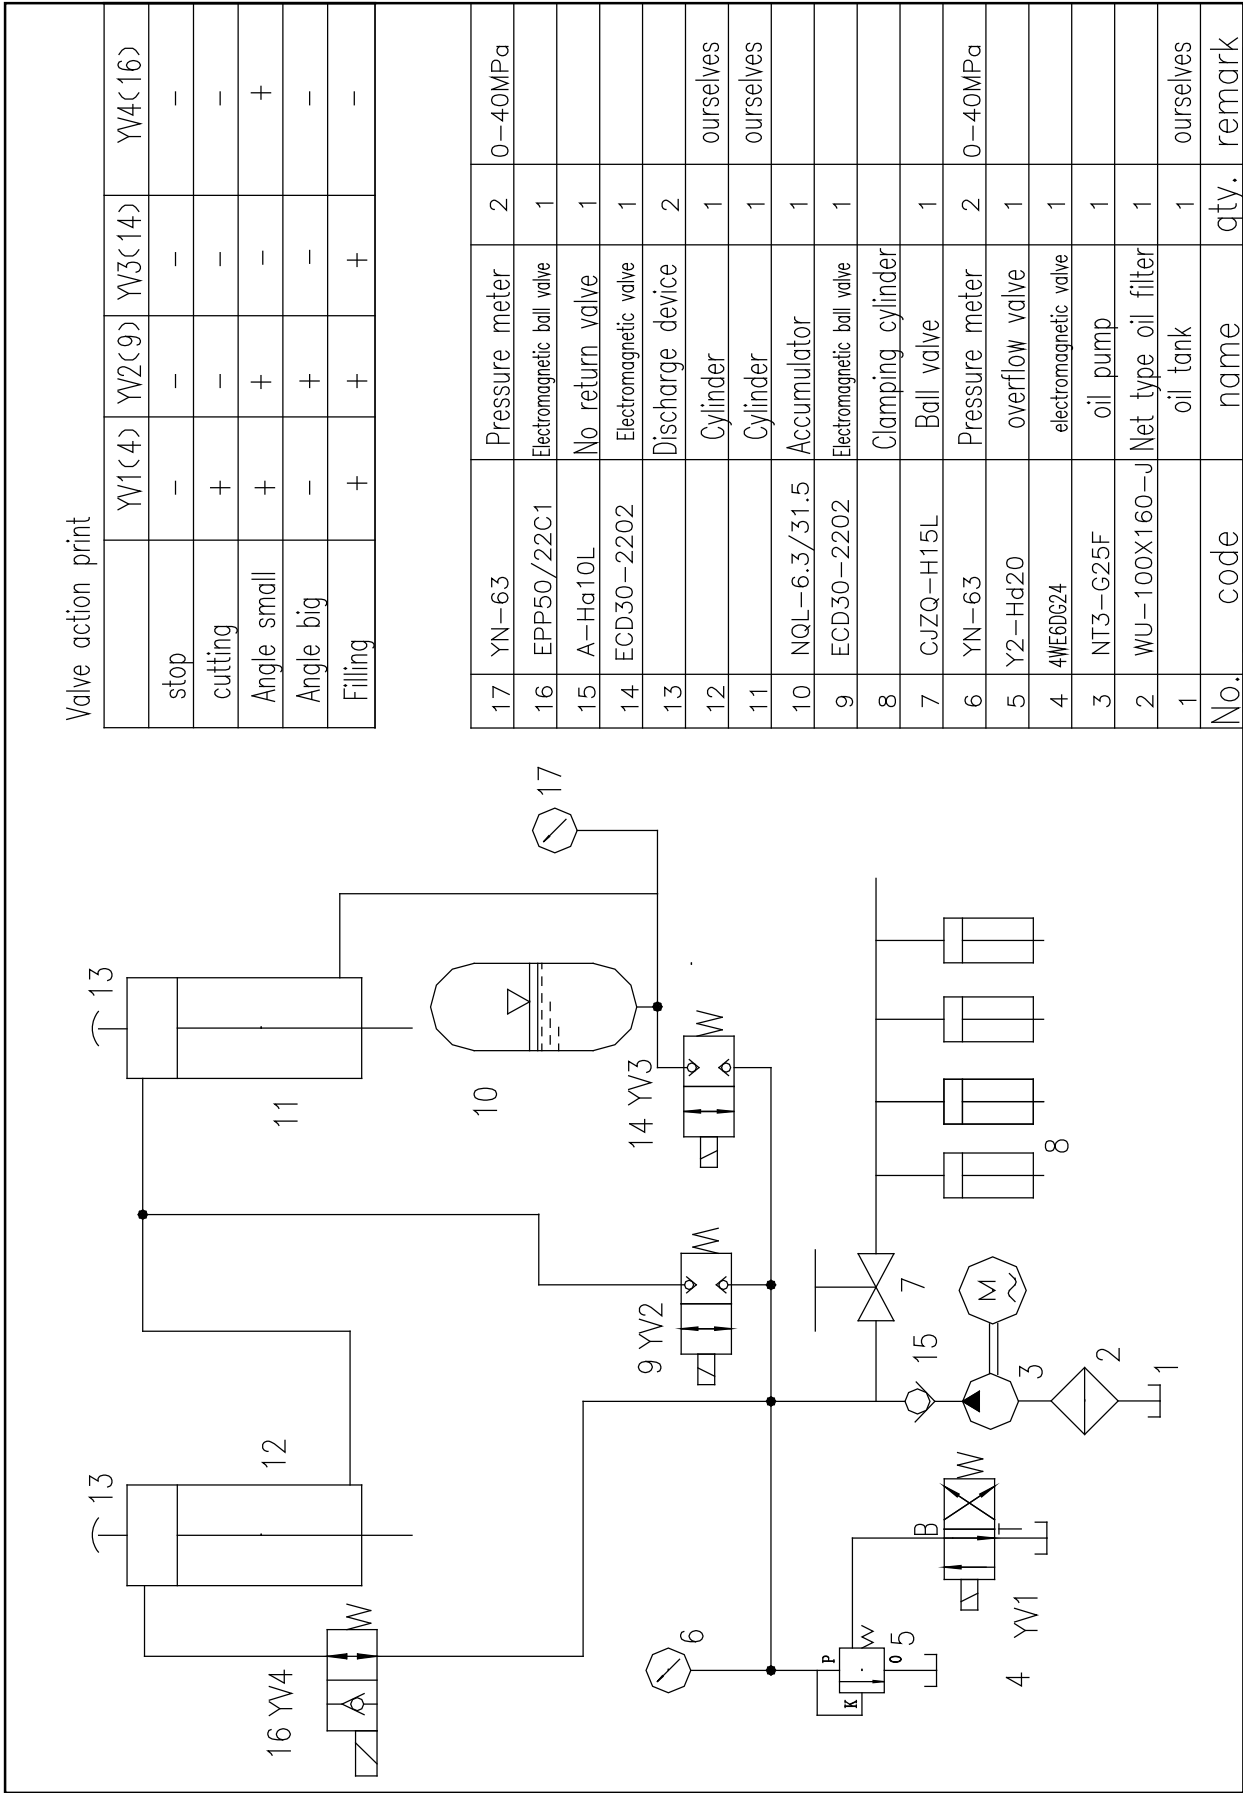 Valve action print
YV1(4) YV2(9) YV3(14) YV4(16)
stop - - - -
cutting + - - -
Angle small + + - +
Angle big - + - -
Filling + + + -
17 YN-63 Pressure meter 2 0-40MPa
16 EPP50/22C1 Electromagnetic ball valve 1
15 A-Ha10L No return valve 1
14 ECD30-2202 Electromagnetic valve 1
13 Discharge device 2
12 Cylinder 1 ourselves
11 Cylinder 1 ourselves
10 NQL-6.3/31.5 Accumulator 1
9 ECD30-2202 Electromagnetic ball valve 1
8 Clamping cylinder
7 CJZQ-H15L Ball valve 1
6 YN-63 Pressure meter 2 0-40MPa
5 Y2-Hd20 overflow valve 1
4 4WE6DG24 electromagnetic valve 1
3 NT3-G25F oil pump 1
2 WU-100X160-J Net type oil filter 1
1 oil tank 1 ourselves
No. code name qty. remark
13
13
12
11
16 YV4
10
17
14 YV3
9 YV2
6
P
K
O
5
B
4 YV1
15
7
M
3
2
1
8